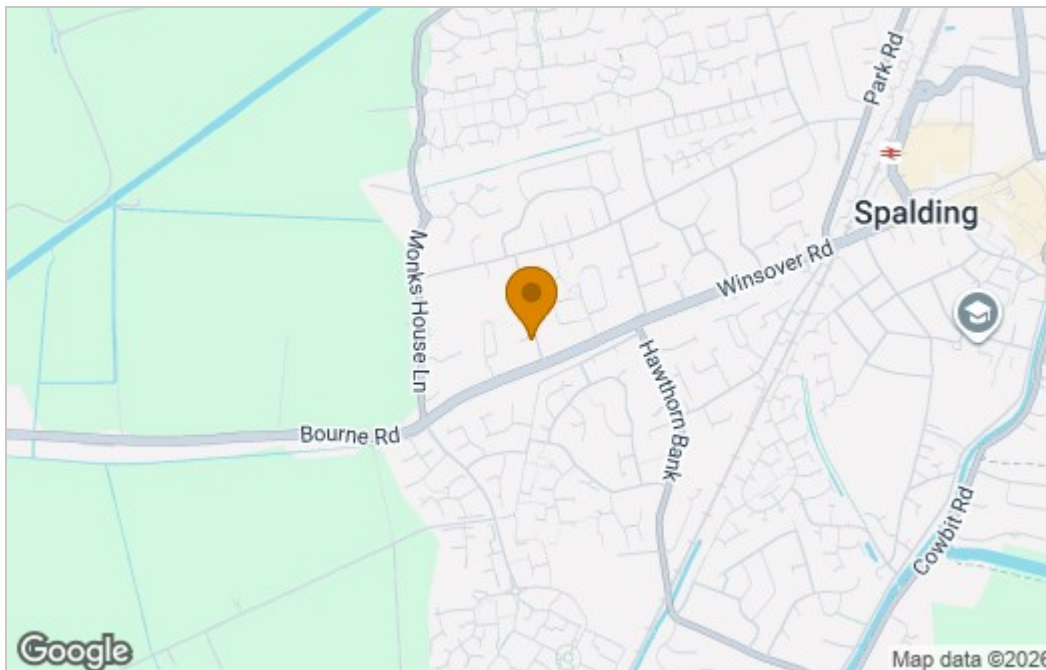 Park Rd
Spalding
Winsover Rd
Monks House Ln
Hawthorn Bank
Bourne Rd
Cowbit Rd
Google
Map data ©2026